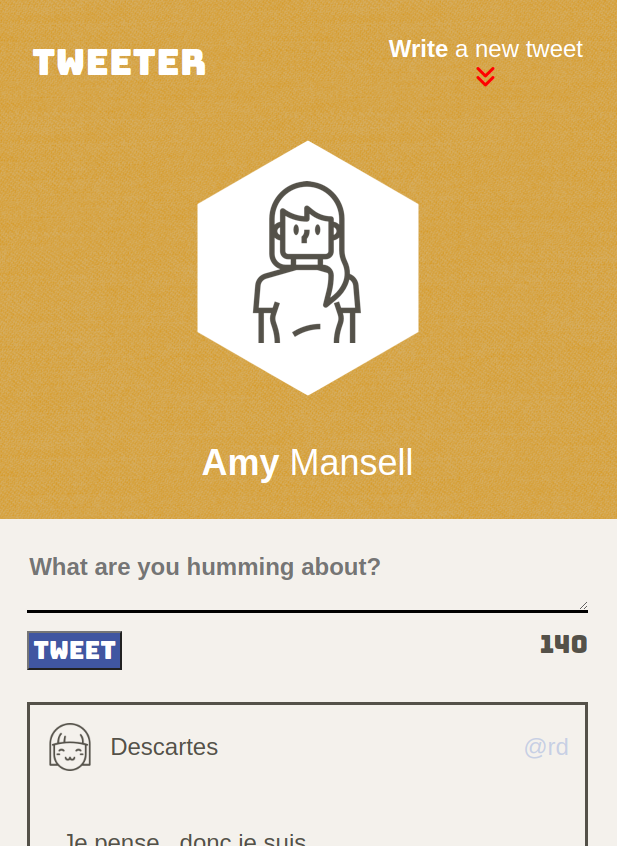 TWEETER
Write a new tweet
Amy Mansell
What are you humming about?
TWEET
140
Descartes
@rd
Je pense , donc je suis